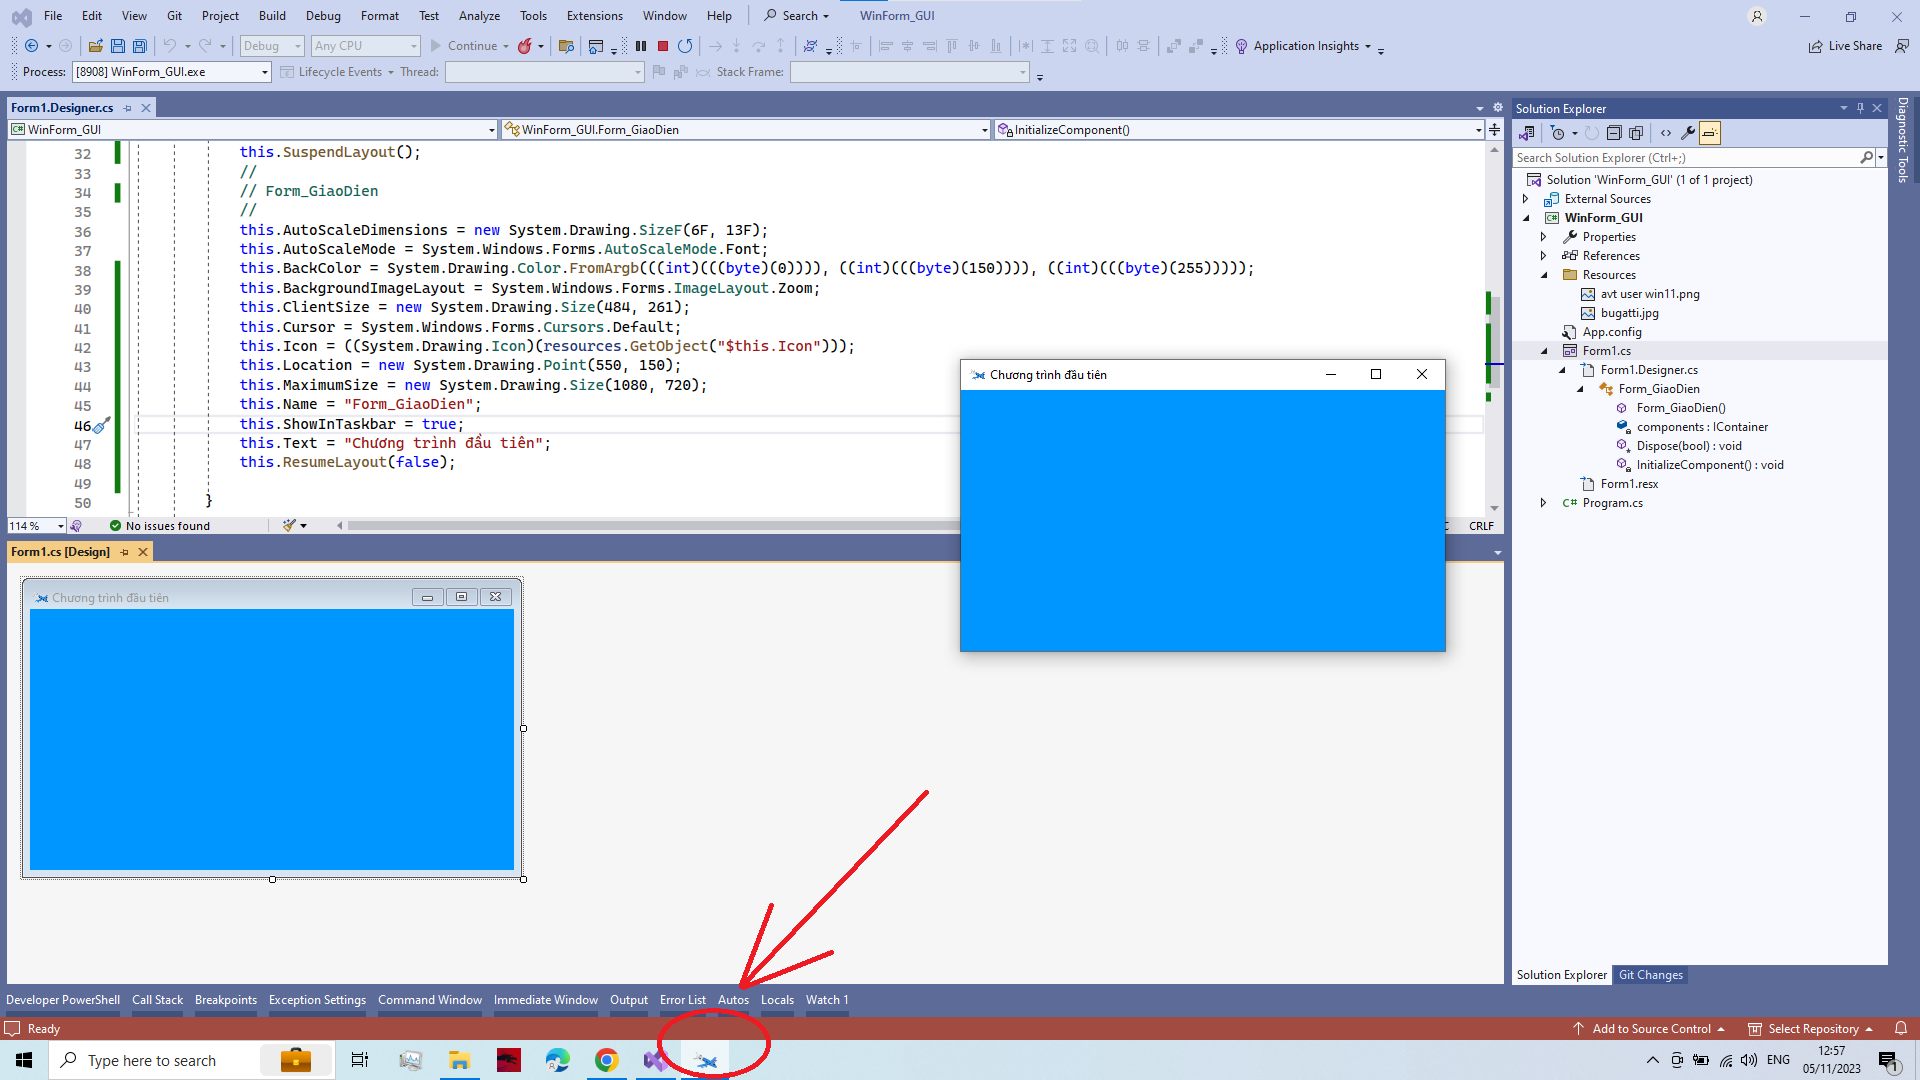 File Edit View Git Project Build Debug Format Test Analyze Tools Extensions Window Help Search WinForm_GUI
Debug Any CPU Continue Application Insights Live Share
Process: [8908] WinForm_GUI.exe Lifecycle Events Thread: Stack Frame:
Form1.Designer.cs
WinForm_GUI WinForm_GUI.Form_GiaoDien InitializeComponent()
32 this.SuspendLayout();
33 //
34 // Form_GiaoDien
35 //
36 this.AutoScaleDimensions = new System.Drawing.SizeF(6F, 13F);
37 this.AutoScaleMode = System.Windows.Forms.AutoScaleMode.Font;
38 this.BackColor = System.Drawing.Color.FromArgb(((int)(((byte)(0)))), ((int)(((byte)(150)))), ((int)(((byte)(255)))));
39 this.BackgroundImageLayout = System.Windows.Forms.ImageLayout.Zoom;
40 this.ClientSize = new System.Drawing.Size(484, 261);
41 this.Cursor = System.Windows.Forms.Cursors.Default;
42 this.Icon = ((System.Drawing.Icon)(resources.GetObject("$this.Icon")));
43 this.Location = new System.Drawing.Point(550, 150);
44 this.MaximumSize = new System.Drawing.Size(1080, 720);
45 this.Name = "Form_GiaoDien";
46 this.ShowInTaskbar = true;
47 this.Text = "Chương trình đầu tiên";
48 this.ResumeLayout(false);
49
50 }
114 % No issues found CRLF
Chương trình đầu tiên
Form1.cs [Design]
Chương trình đầu tiên
Solution Explorer
Search Solution Explorer (Ctrl+;)
Solution 'WinForm_GUI' (1 of 1 project)
External Sources
WinForm_GUI
Properties
References
Resources
avt user win11.png
bugatti.jpg
App.config
Form1.cs
Form1.Designer.cs
Form_GiaoDien
Form_GiaoDien()
components : IContainer
Dispose(bool) : void
InitializeComponent() : void
Form1.resx
Program.cs
Solution Explorer Git Changes
Diagnostic Tools
Developer PowerShell Call Stack Breakpoints Exception Settings Command Window Immediate Window Output Error List Autos Locals Watch 1
Ready Add to Source Control Select Repository
Type here to search ENG 12:57
05/11/2023 1